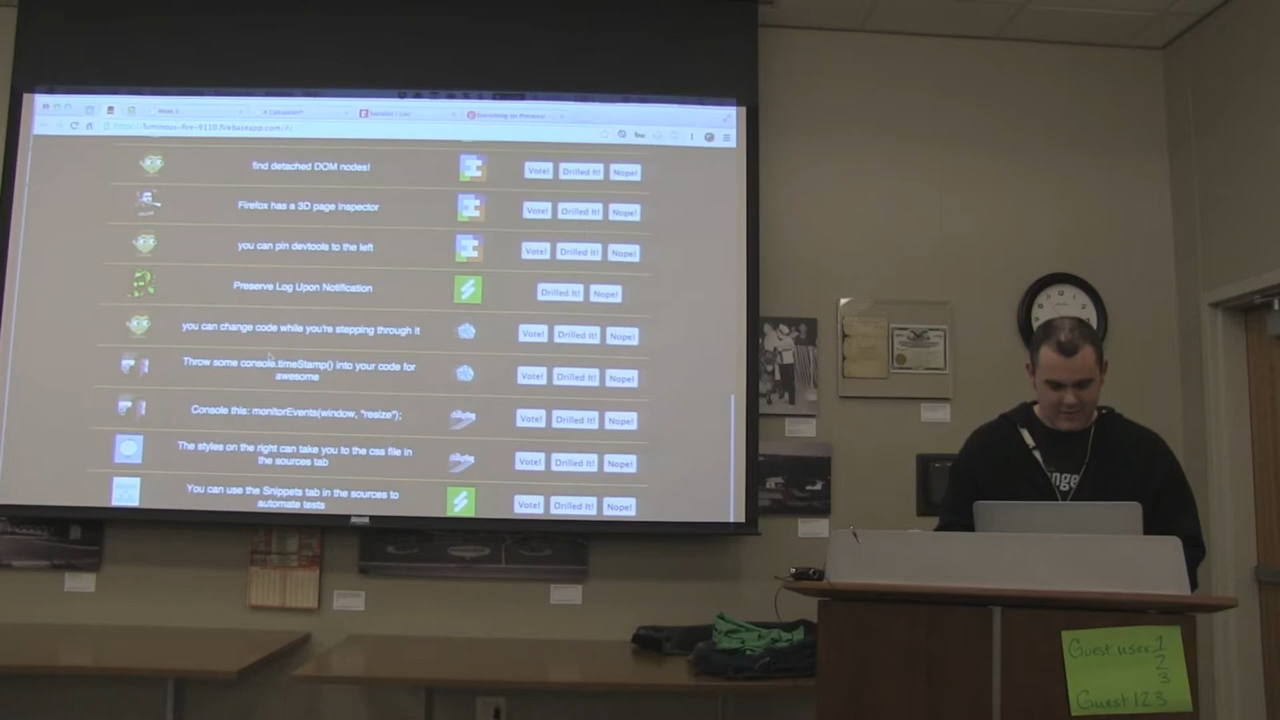 https://luminous-fire-9110.firebaseapp.com/#/
find detached DOM nodes!
Vote! Drilled It! Nope!
Firefox has a 3D page inspector
Vote! Drilled It! Nope!
you can pin devtools to the left
Vote! Drilled It! Nope!
Preserve Log Upon Notification
Drilled It! Nope!
you can change code while you're stepping through it
Vote! Drilled It! Nope!
Throw some console.timeStamp() into your code for
awesome
Vote! Drilled It! Nope!
Console this: monitorEvents(window, "resize");
Vote! Drilled It! Nope!
The styles on the right can take you to the css file in
the sources tab
Vote! Drilled It! Nope!
You can use the Snippets tab in the sources to
automate tests
Vote! Drilled It! Nope!
Guest user 1
2
3
Guest 123